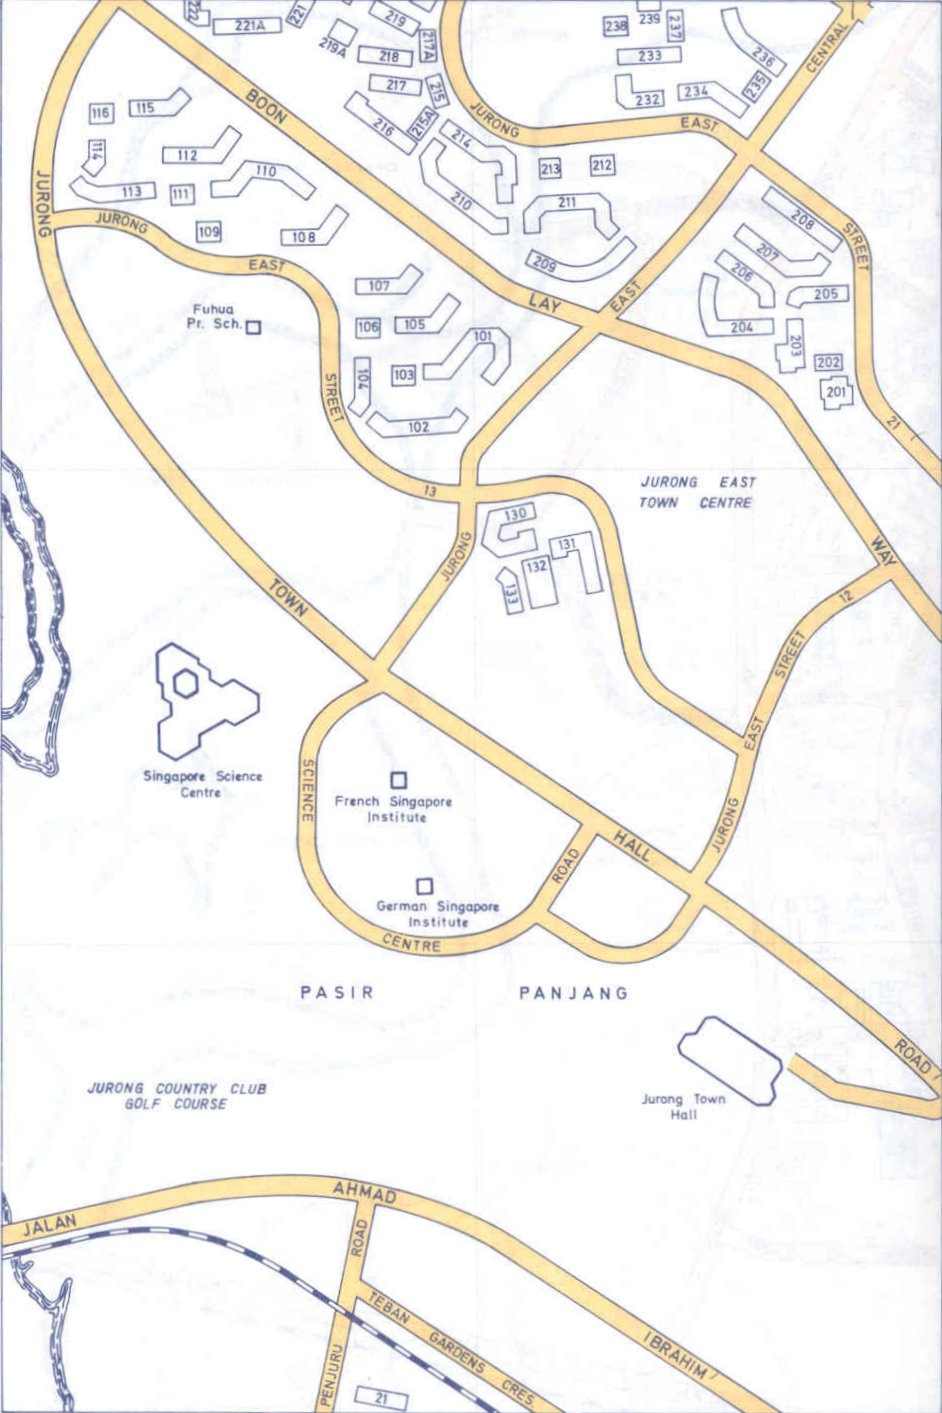 222
221A
221
219
219A
217A
218
217
215
215A
216
214
210
213
212
211
209
238
239
237
233
236
232
234
235
CENTRAL
BOON
LAY
WAY
JURONG
EAST
STREET
21
116
115
114
112
113
111
110
109
108
JURONG
TOWN
HALL
ROAD
JURONG
EAST
STREET
13
Fuhua
Pr. Sch.
107
106
105
101
104
103
102
EAST
JURONG
208
207
206
205
204
203
202
201
JURONG EAST
TOWN CENTRE
130
131
132
133
JURONG
EAST
STREET
12
Singapore Science
Centre
SCIENCE
CENTRE
ROAD
French Singapore
Institute
German Singapore
Institute
PASIR PANJANG
JURONG COUNTRY CLUB
GOLF COURSE
Jurong Town
Hall
JALAN
AHMAD
IBRAHIM
PENJURU
ROAD
TEBAN
GARDENS
CRES
21